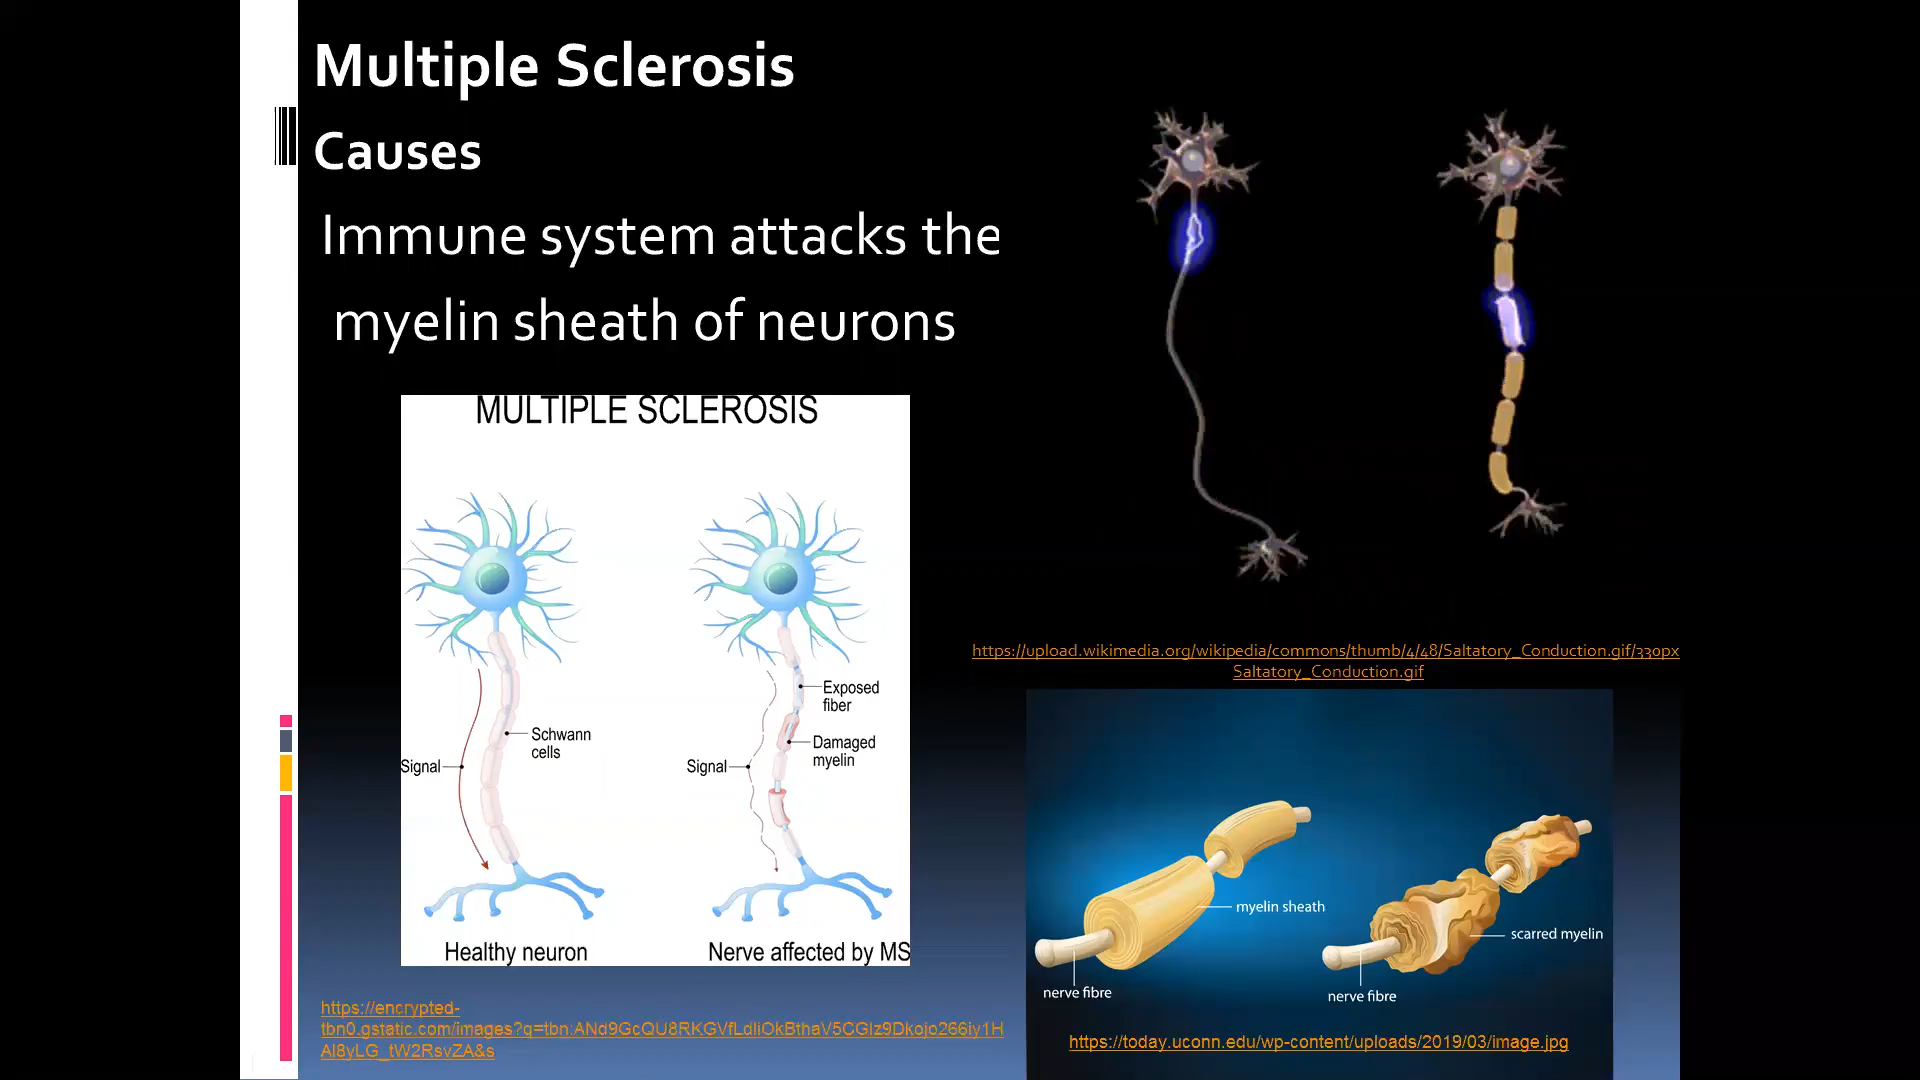 Multiple Sclerosis
Causes
Immune system attacks the
myelin sheath of neurons
MULTIPLE SCLEROSIS
Exposed
fiber
Schwann
cells
Damaged
myelin
Signal
Signal
Healthy neuron
Nerve affected by MS
https://encrypted-
tbn0.gstatic.com/images?q=tbn:ANd9GcQU8RKGVfLdliOkBthaV5CGIz9Dkojo266iy1H
Al8yLG_tW2RsvZA&s
https://upload.wikimedia.org/wikipedia/commons/thumb/4/48/Saltatory_Conduction.gif/330px
Saltatory_Conduction.gif
myelin sheath
scarred myelin
nerve fibre
nerve fibre
https://today.uconn.edu/wp-content/uploads/2019/03/image.jpg